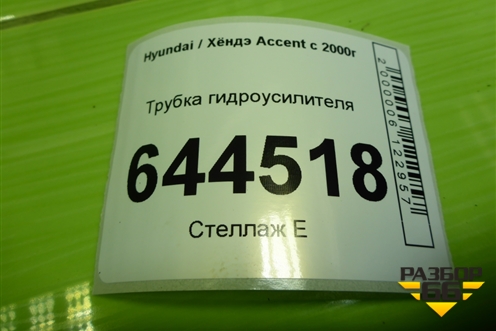 Hyundai / Хёндэ Accent с 2000г
Трубка гидроусилителя
644518
Стеллаж Е
2000006122957
РАЗБОР
66